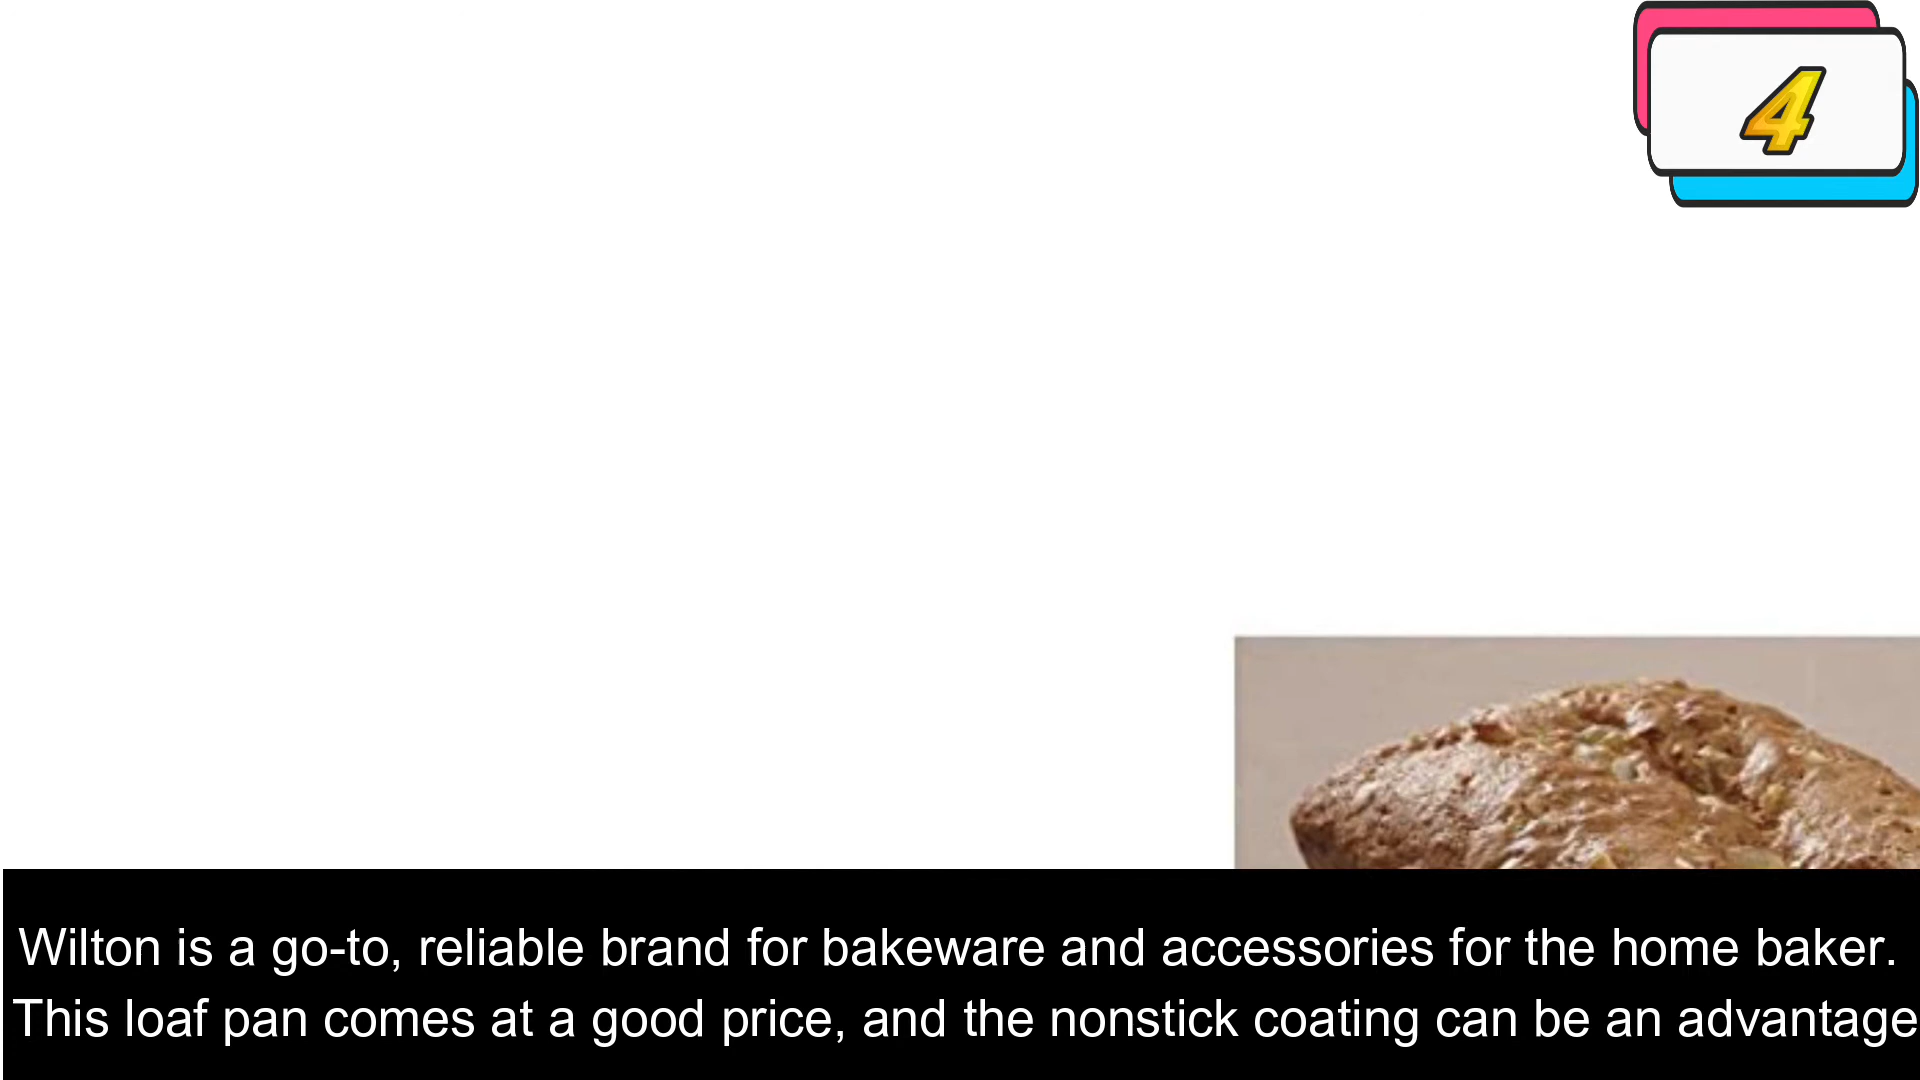 4
Wilton is a go-to, reliable brand for bakeware and accessories for the home baker.
This loaf pan comes at a good price, and the nonstick coating can be an advantage